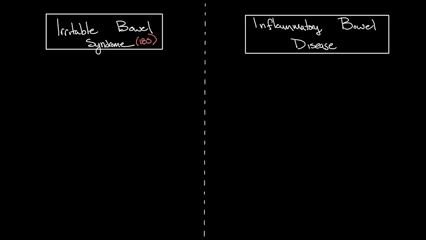 Irritable Bowel
Syndrome (IBS)
Inflammatory Bowel
Disease